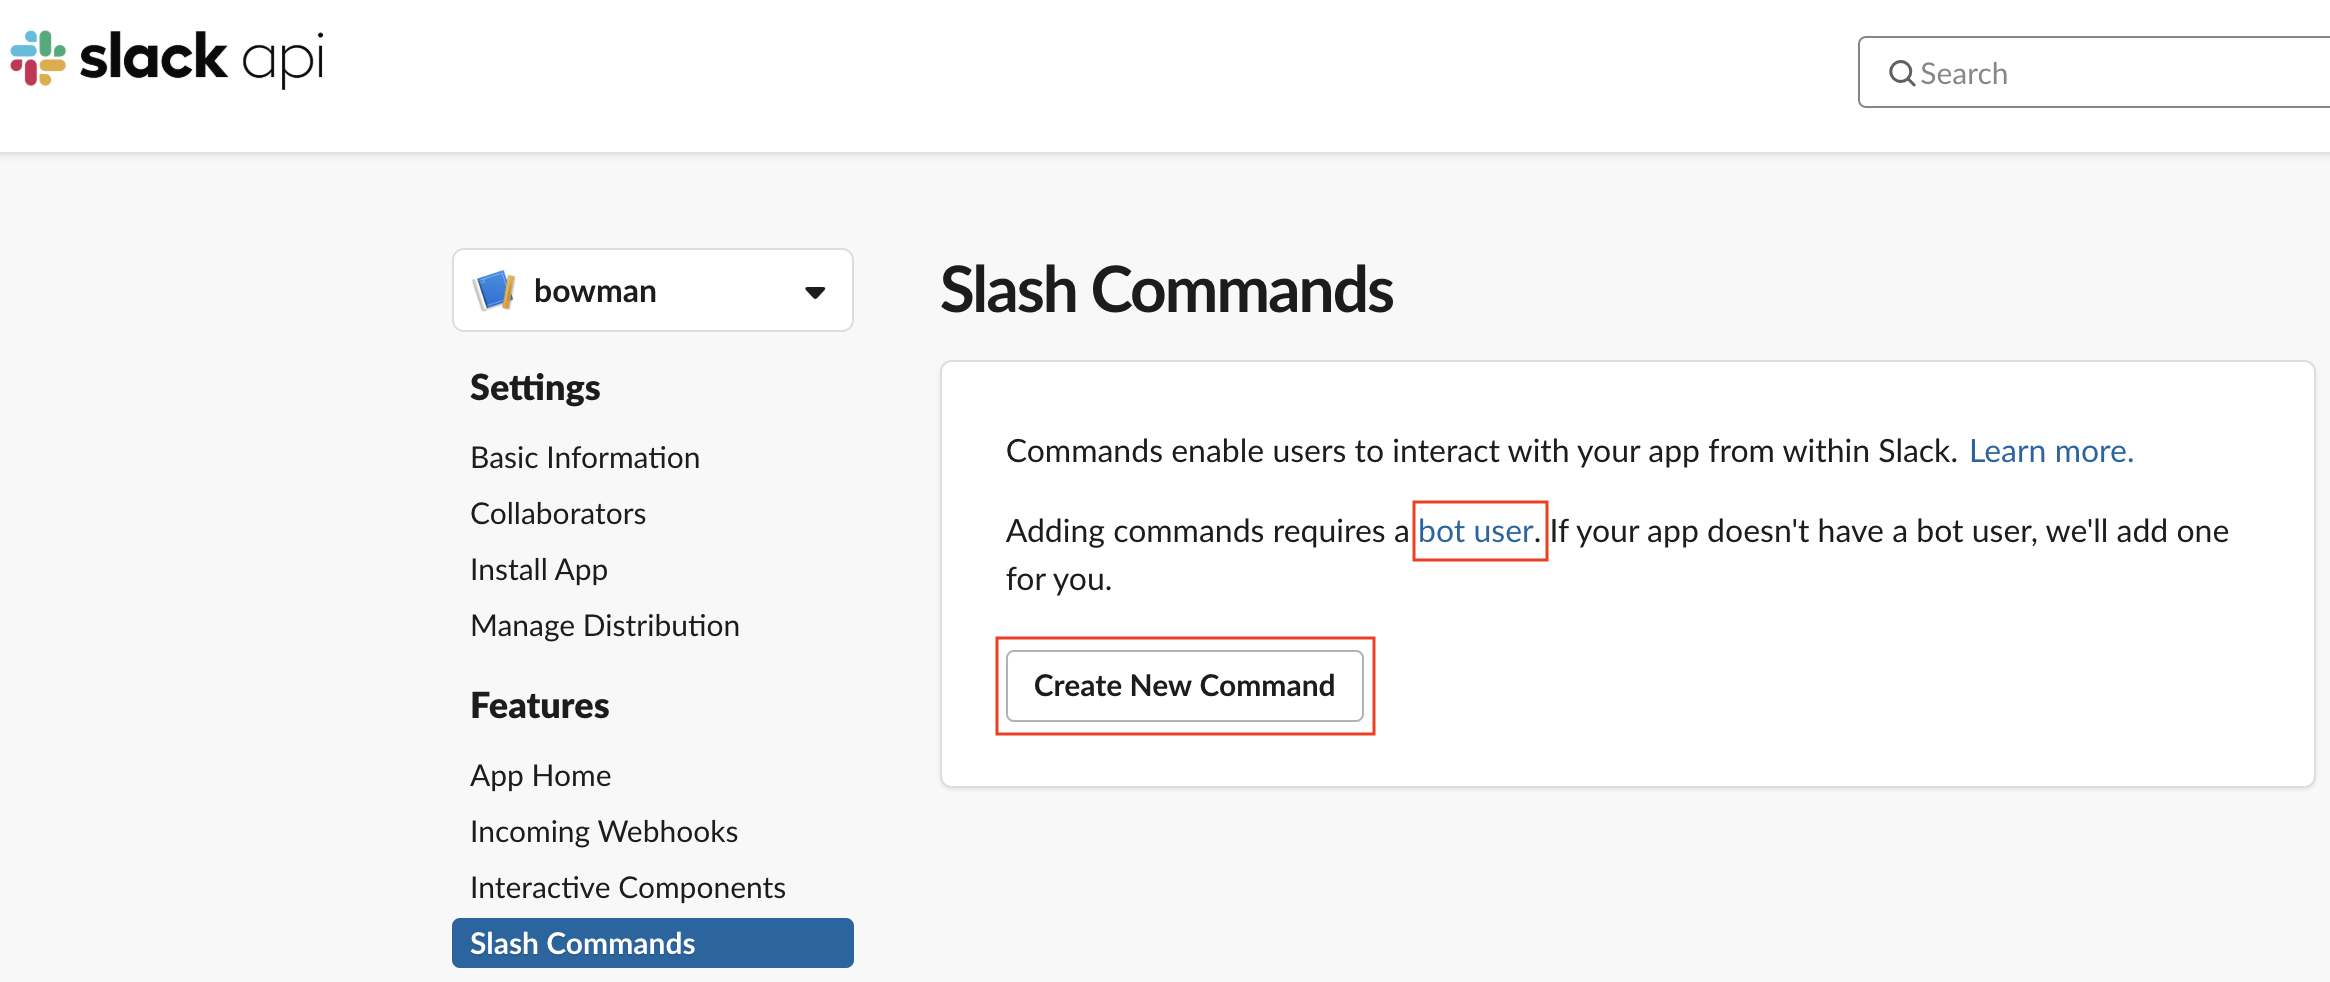 slack api
Search
bowman
Settings
Basic Information
Collaborators
Install App
Manage Distribution
Features
App Home
Incoming Webhooks
Interactive Components
Slash Commands
Slash Commands
Commands enable users to interact with your app from within Slack. Learn more.
Adding commands requires a bot user. If your app doesn't have a bot user, we'll add one
for you.
Create New Command